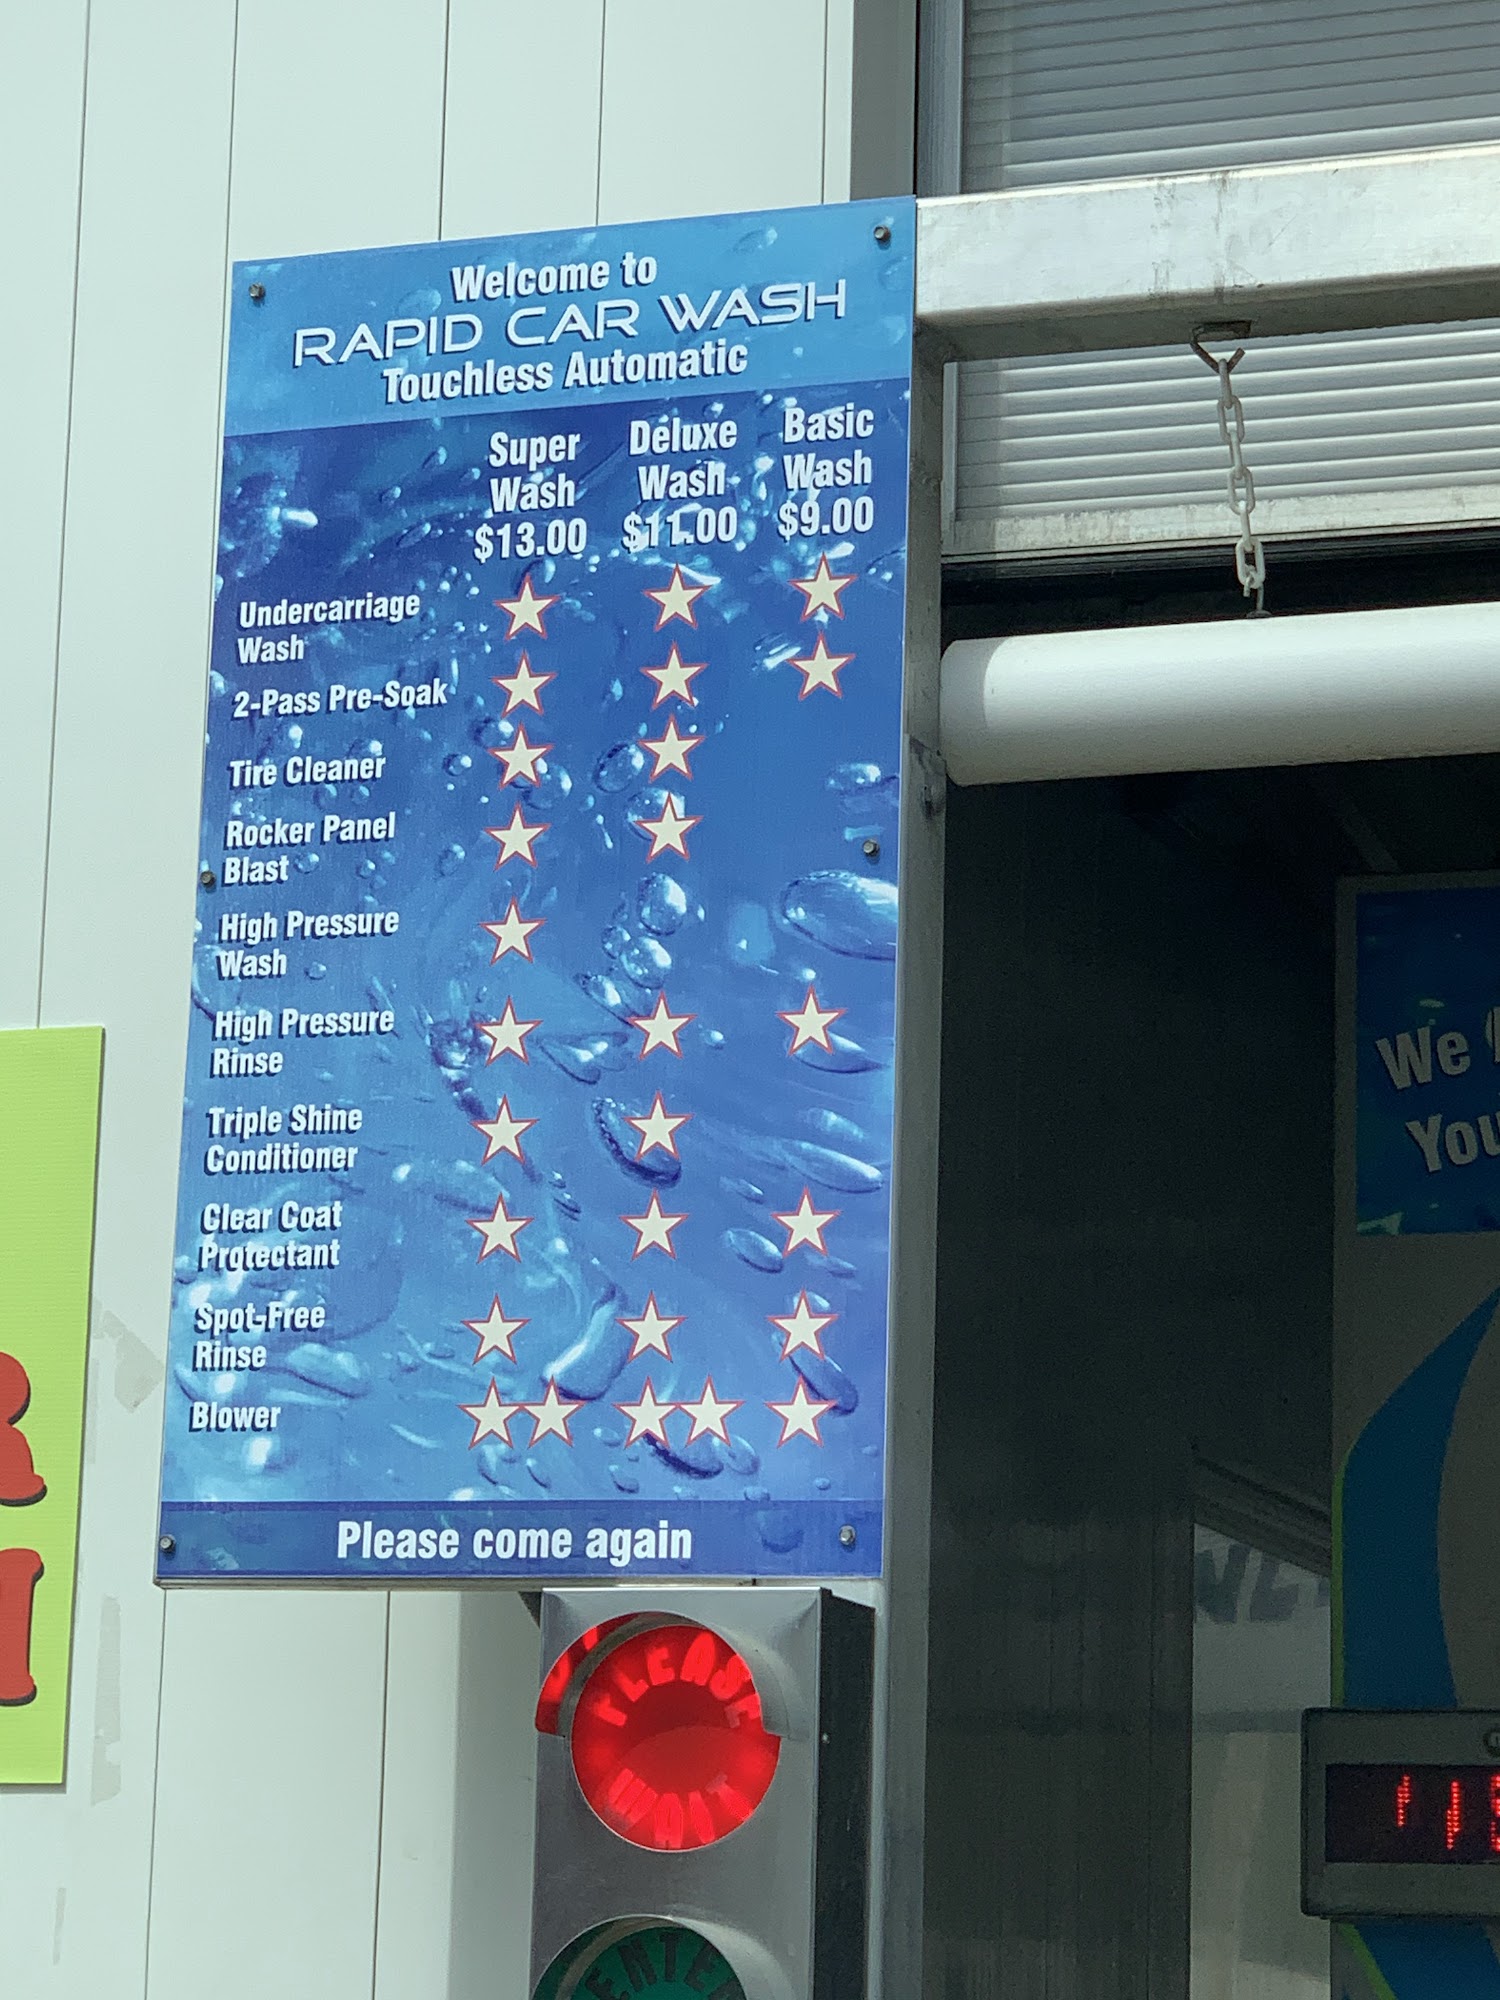 Welcome to
RAPID CAR WASH
Touchless Automatic
Super Wash $13.00
Deluxe Wash $11.00
Basic Wash $9.00
Undercarriage
Wash
2-Pass Pre-Soak
Tire Cleaner
Rocker Panel
Blast
High Pressure
Wash
High Pressure
Rinse
Triple Shine
Conditioner
Clear Coat
Protectant
Spot-Free
Rinse
Blower
Please come again
PLEASE
WAIT
ENTER
We